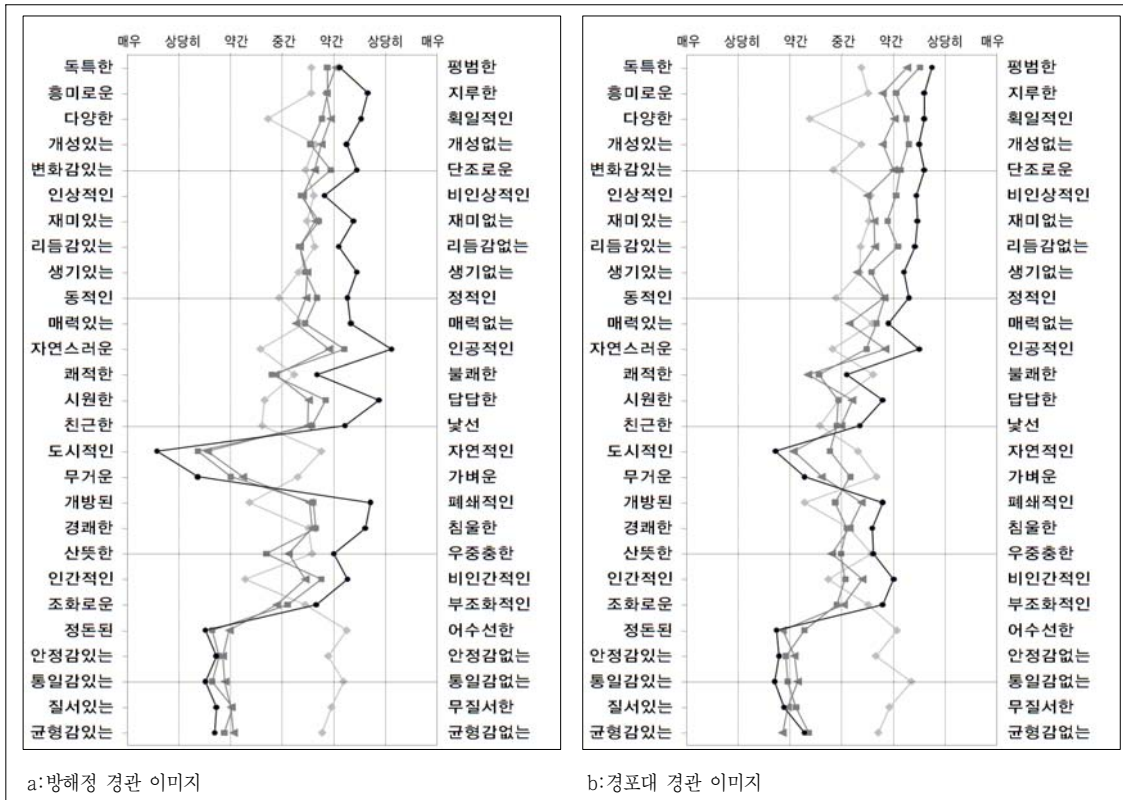 매우 상당히 약간 중간 약간 상당히 매우
독특한 평범한
흥미로운 지루한
다양한 획일적인
개성있는 개성없는
변화감있는 단조로운
인상적인 비인상적인
재미있는 재미없는
리듬감있는 리듬감없는
생기있는 생기없는
동적인 정적인
매력있는 매력없는
자연스러운 인공적인
쾌적한 불쾌한
시원한 답답한
친근한 낯선
도시적인 자연적인
무거운 가벼운
개방된 폐쇄적인
경쾌한 침울한
산뜻한 우중충한
인간적인 비인간적인
조화로운 부조화적인
정돈된 어수선한
안정감있는 안정감없는
통일감있는 통일감없는
질서있는 무질서한
균형감있는 균형감없는
a:방해정 경관 이미지
매우 상당히 약간 중간 약간 상당히 매우
독특한 평범한
흥미로운 지루한
다양한 획일적인
개성있는 개성없는
변화감있는 단조로운
인상적인 비인상적인
재미있는 재미없는
리듬감있는 리듬감없는
생기있는 생기없는
동적인 정적인
매력있는 매력없는
자연스러운 인공적인
쾌적한 불쾌한
시원한 답답한
친근한 낯선
도시적인 자연적인
무거운 가벼운
개방된 폐쇄적인
경쾌한 침울한
산뜻한 우중충한
인간적인 비인간적인
조화로운 부조화적인
정돈된 어수선한
안정감있는 안정감없는
통일감있는 통일감없는
질서있는 무질서한
균형감있는 균형감없는
b:경포대 경관 이미지